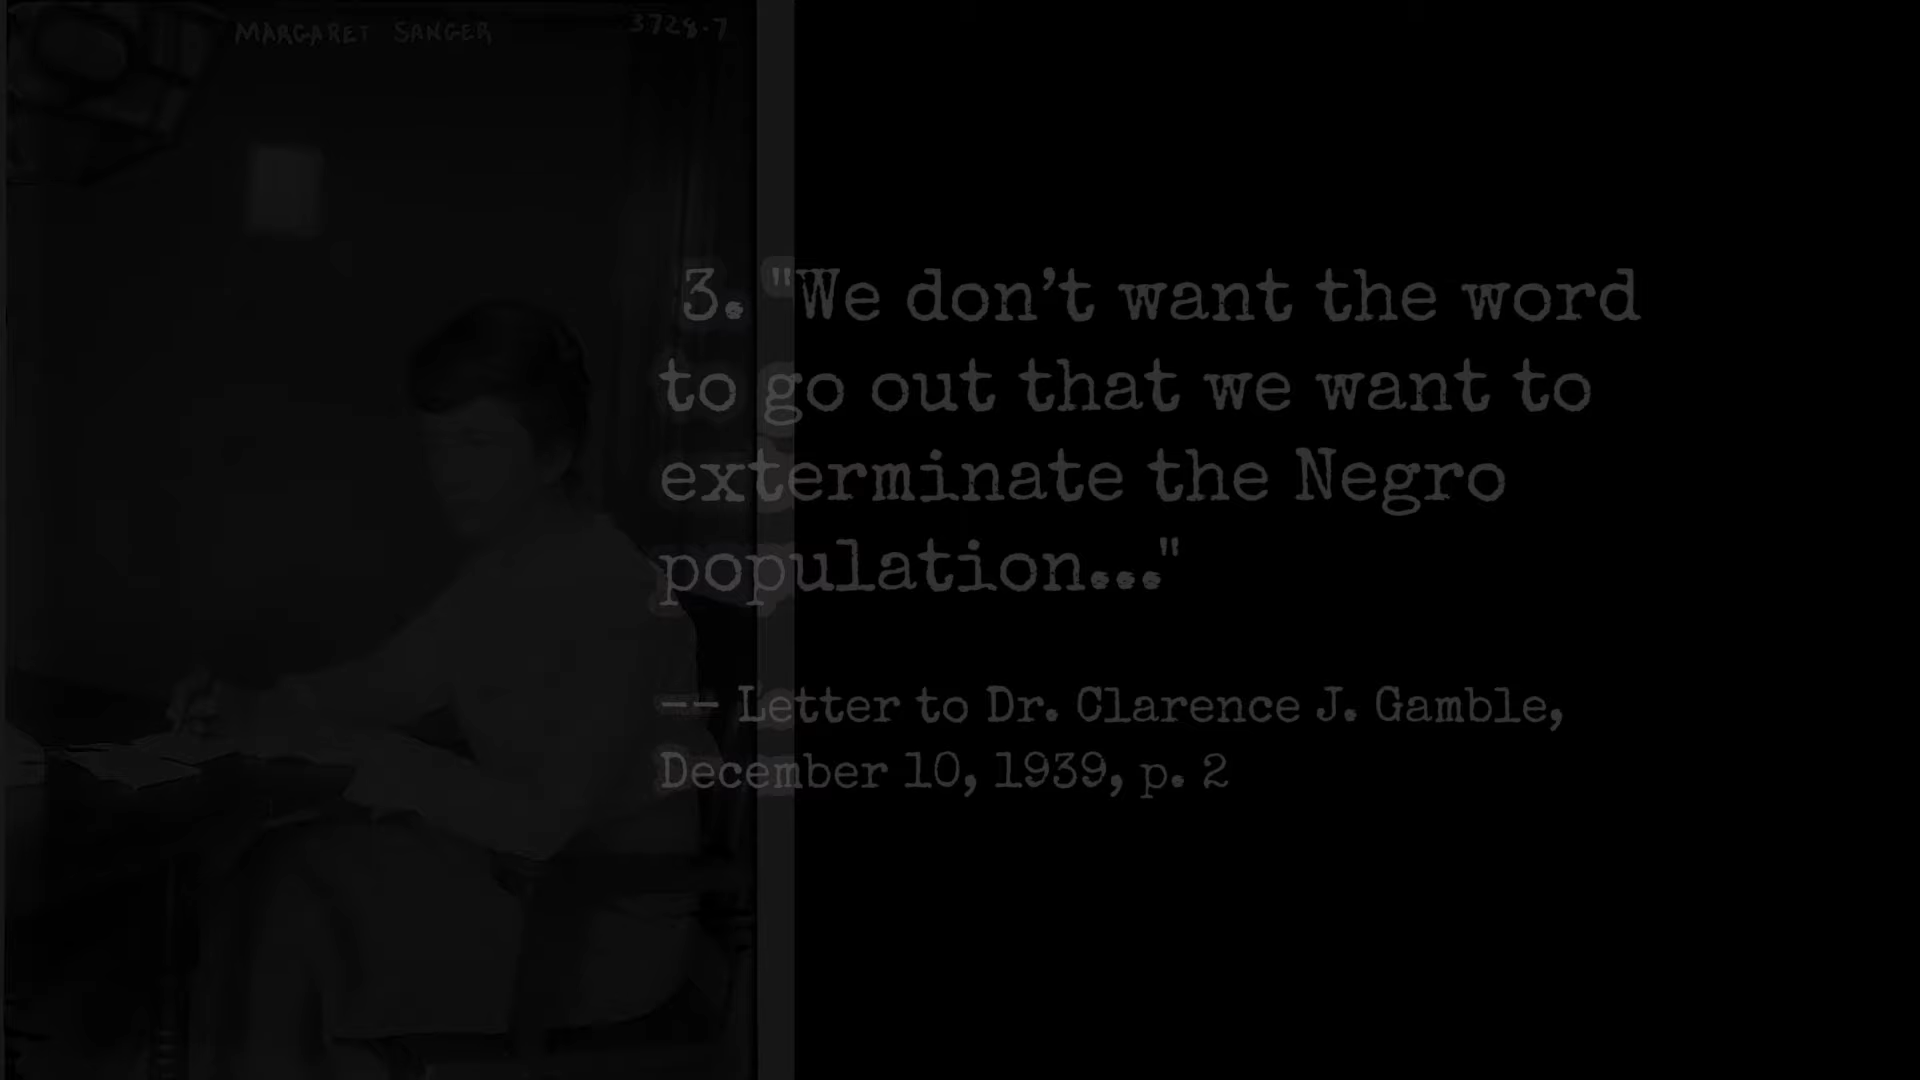 MARGARET SANGER 3728-7
3. "We don’t want the word
to go out that we want to
exterminate the Negro
population..."
-- Letter to Dr. Clarence J. Gamble,
December 10, 1939, p. 2